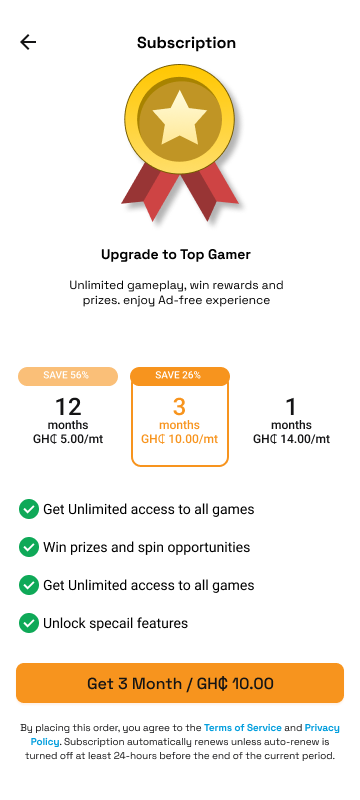 Subscription
Upgrade to Top Gamer
Unlimited gameplay, win rewards and
prizes. enjoy Ad-free experience
SAVE 56%
12
months
GH₵ 5.00/mt
SAVE 26%
3
months
GH₵ 10.00/mt
1
months
GH₵ 14.00/mt
Get Unlimited access to all games
Win prizes and spin opportunities
Get Unlimited access to all games
Unlock specail features
Get 3 Month / GH₵ 10.00
By placing this order, you agree to the Terms of Service and Privacy
Policy. Subscription automatically renews unless auto-renew is
turned off at least 24-hours before the end of the current period.